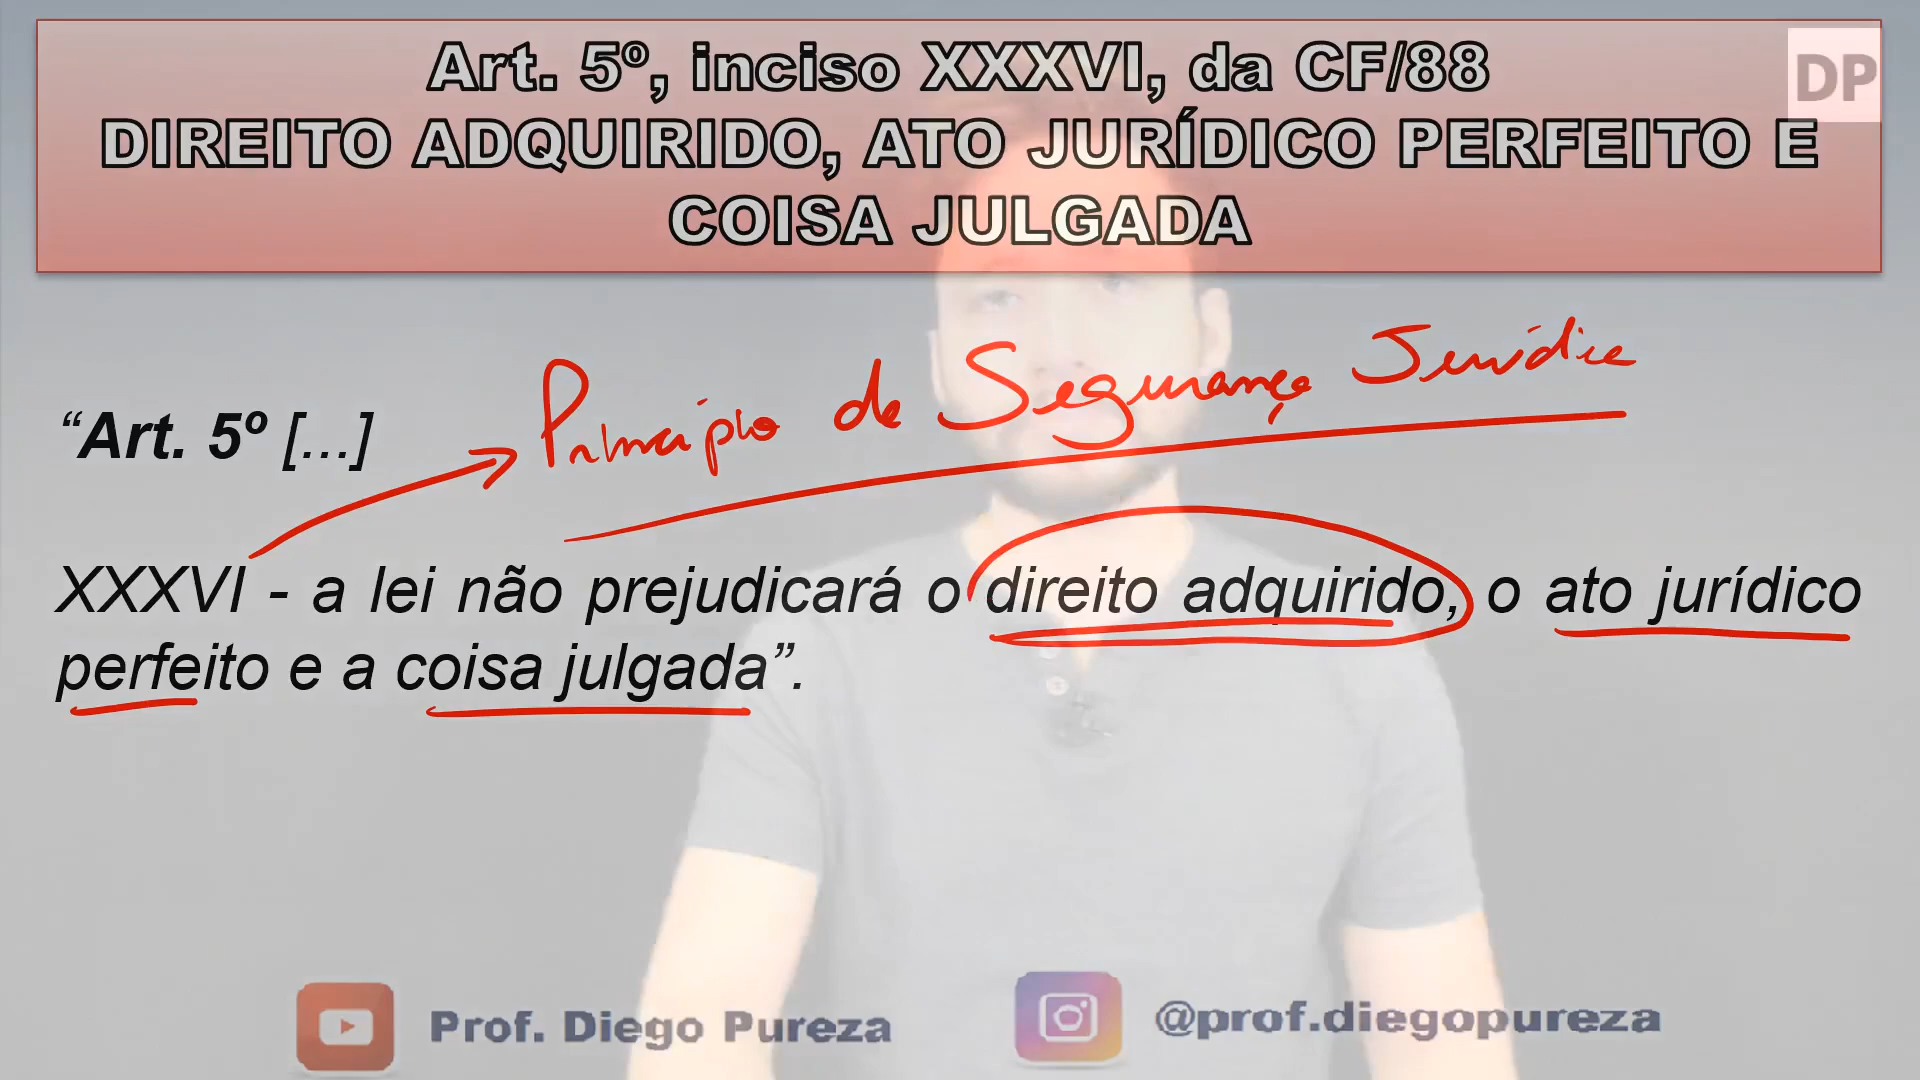 Art. 5º, inciso XXXVI, da CF/88
DP
DIREITO ADQUIRIDO, ATO JURÍDICO PERFEITO E
COISA JULGADA
Princípio da Segurança Jurídica
“Art. 5º [...]
XXXVI - a lei não prejudicará o direito adquirido, o ato jurídico
perfeito e a coisa julgada”.
Prof. Diego Pureza
@prof.diegopureza